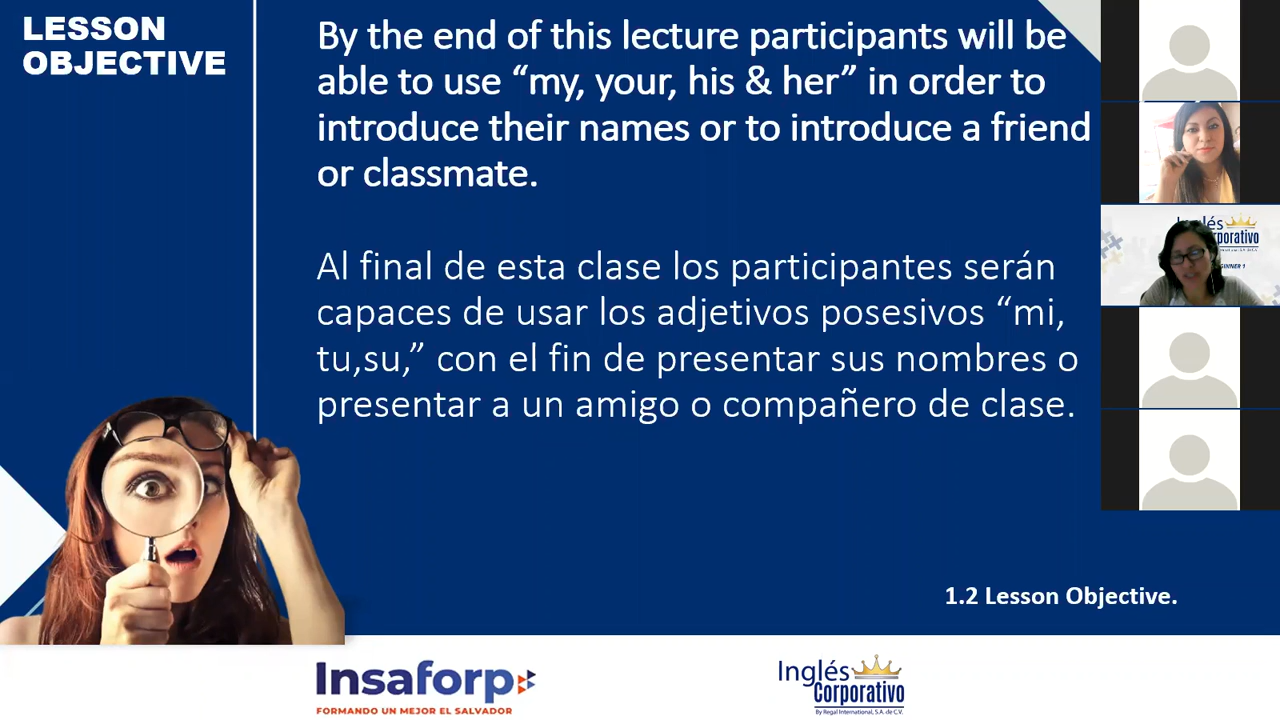 LESSON
OBJECTIVE
By the end of this lecture participants will be
able to use “my, your, his & her” in order to
introduce their names or to introduce a friend
or classmate.
Al final de esta clase los participantes serán
capaces de usar los adjetivos posesivos “mi,
tu,su,” con el fin de presentar sus nombres o
presentar a un amigo o compañero de clase.
1.2 Lesson Objective.
Insaforp
FORMANDO UN MEJOR EL SALVADOR
Inglés
Corporativo
By Regal International, S.A. de C.V.
Inglés